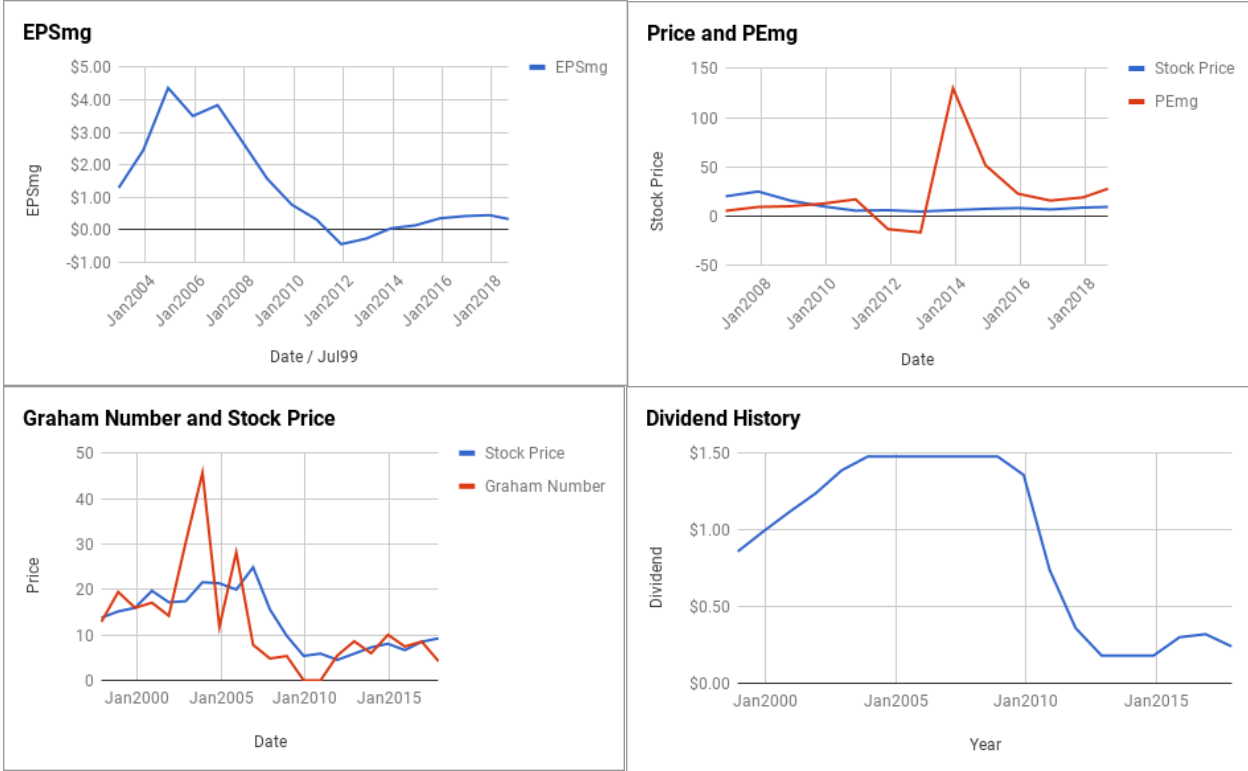 EPSmg
EPSmg
$5.00
$4.00
$3.00
$2.00
$1.00
$0.00
-$1.00
EPSmg
Jan2004
Jan2006
Jan2008
Jan2010
Jan2012
Jan2014
Jan2016
Jan2018
Date / Jul99
Price and PEmg
Stock Price
PEmg
150
100
50
0
-50
Stock Price
Jan2008
Jan2010
Jan2012
Jan2014
Jan2016
Jan2018
Date
Graham Number and Stock Price
Stock Price
Graham Number
50
40
30
20
10
0
Price
Jan2000
Jan2005
Jan2010
Jan2015
Date
Dividend History
$1.50
$1.00
$0.50
$0.00
Dividend
Jan2000
Jan2005
Jan2010
Jan2015
Year